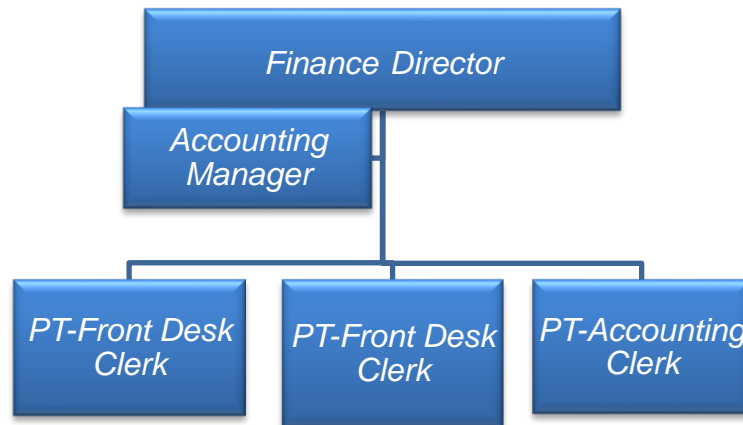 Finance Director
Accounting
Manager
PT-Front Desk
Clerk
PT-Front Desk
Clerk
PT-Accounting
Clerk